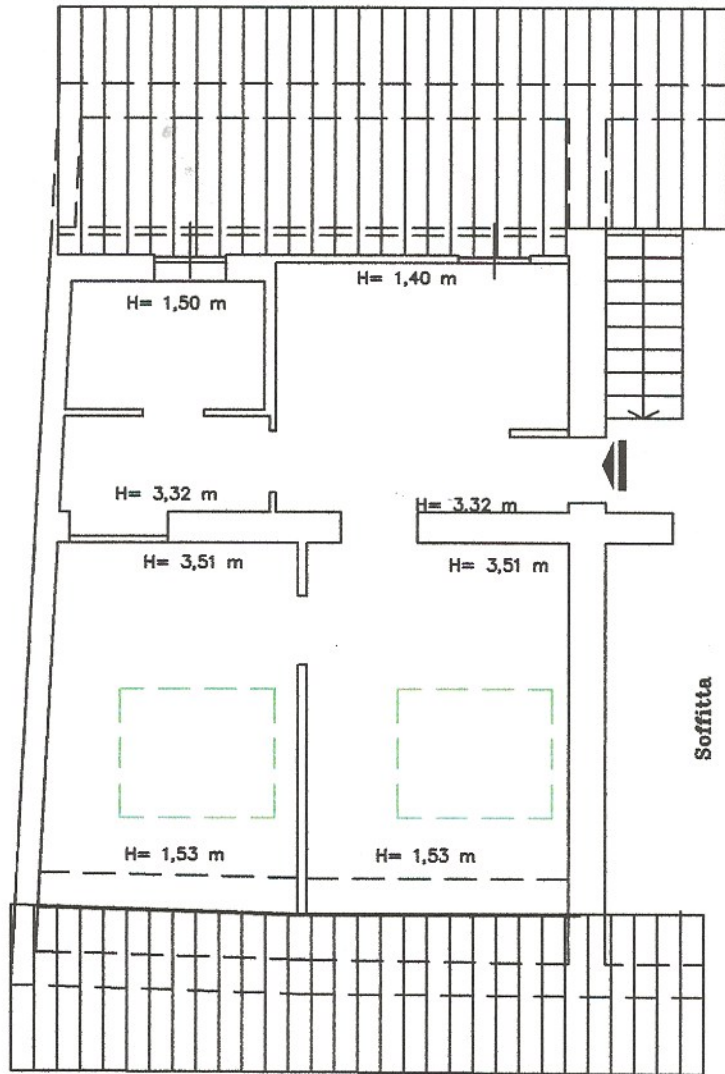 H= 1,50 m
H= 1,40 m
H= 3,32 m
H= 3,32 m
H= 3,51 m
H= 3,51 m
Soffitta
H= 1,53 m
H= 1,53 m